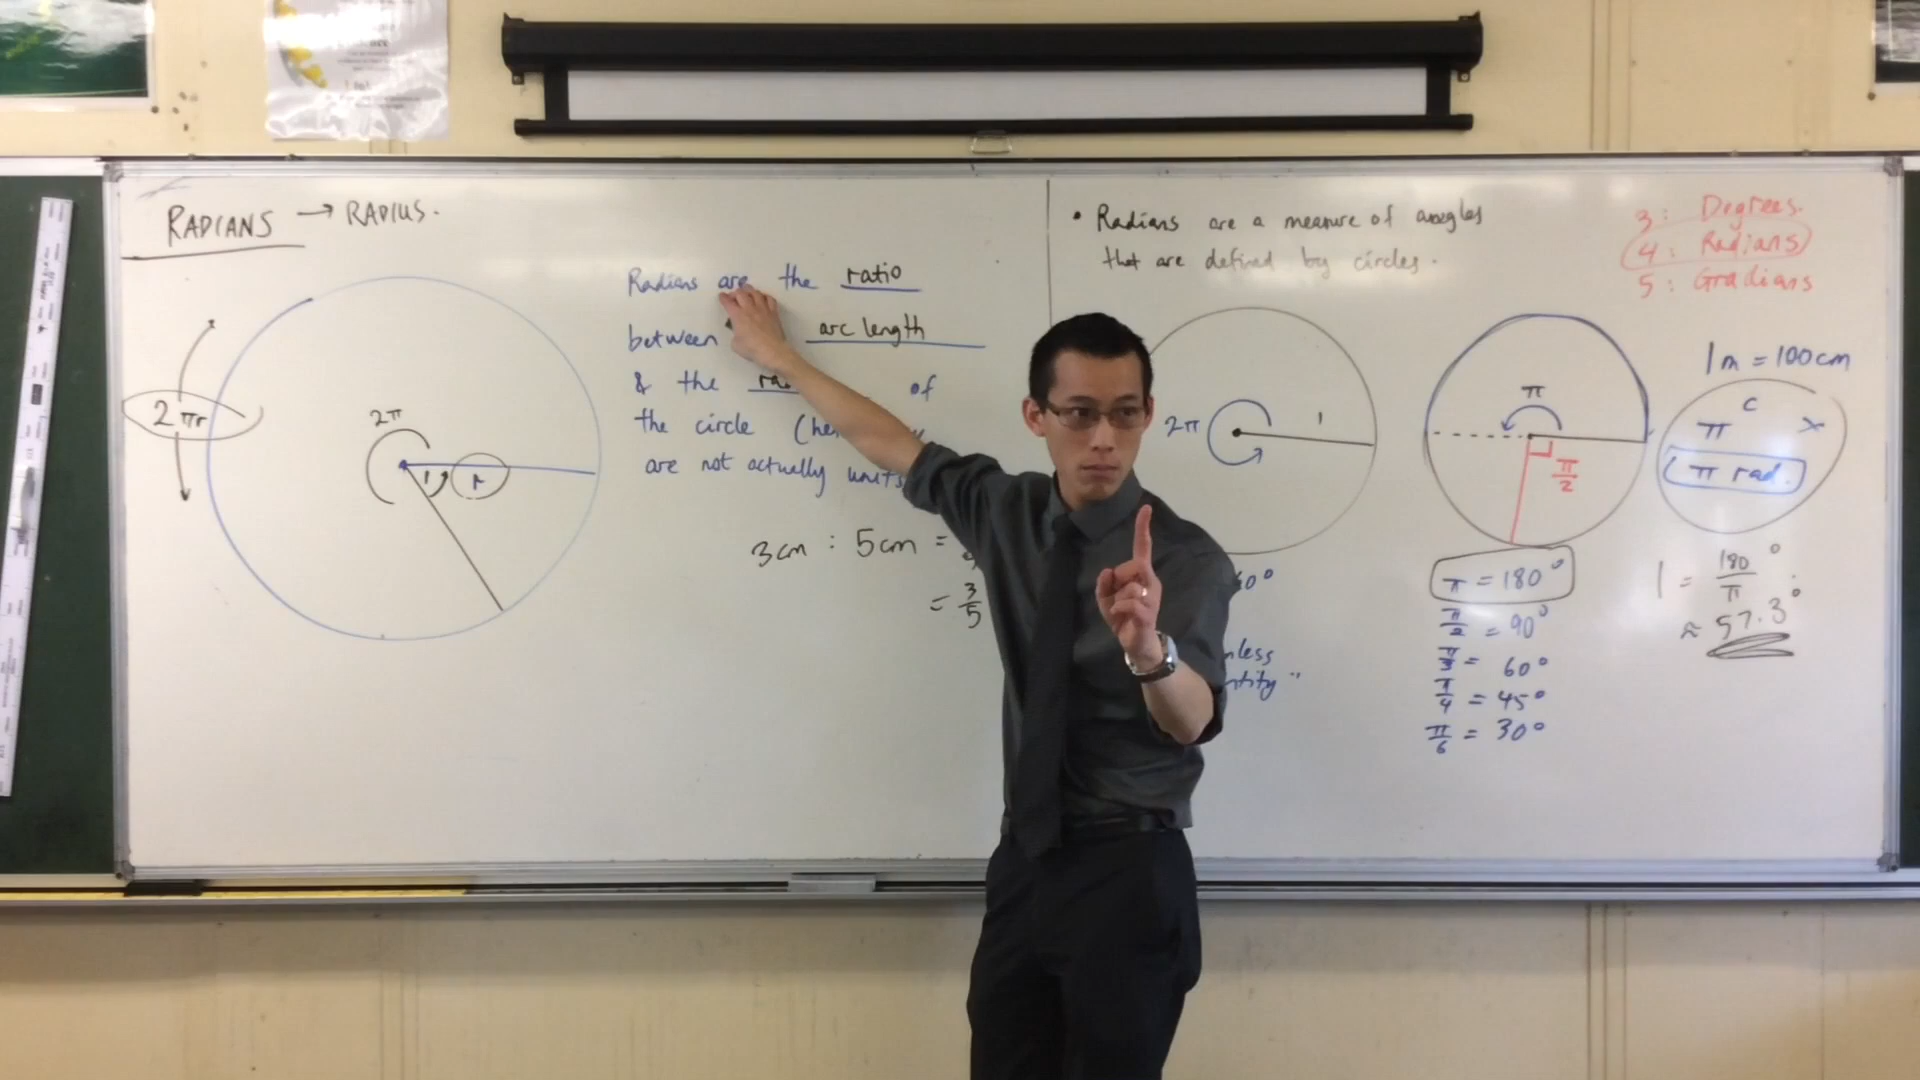 RADIANS → RADIUS.
2πr
2π
1
r
Radians are the ratio
between arc length
& the of
the circle
are not actually units
3cm : 5cm =
= 3/5
• Radians are a measure of angles
that are defined by circles.
2π
1
3: Degrees.
4: Radians
5: Gradians
π
π/2
1m = 100cm
π c ×
π rad.
π = 180°
π/2 = 90°
π/3 = 60°
π/4 = 45°
π/6 = 30°
1 = 180°/π
≈ 57.3°